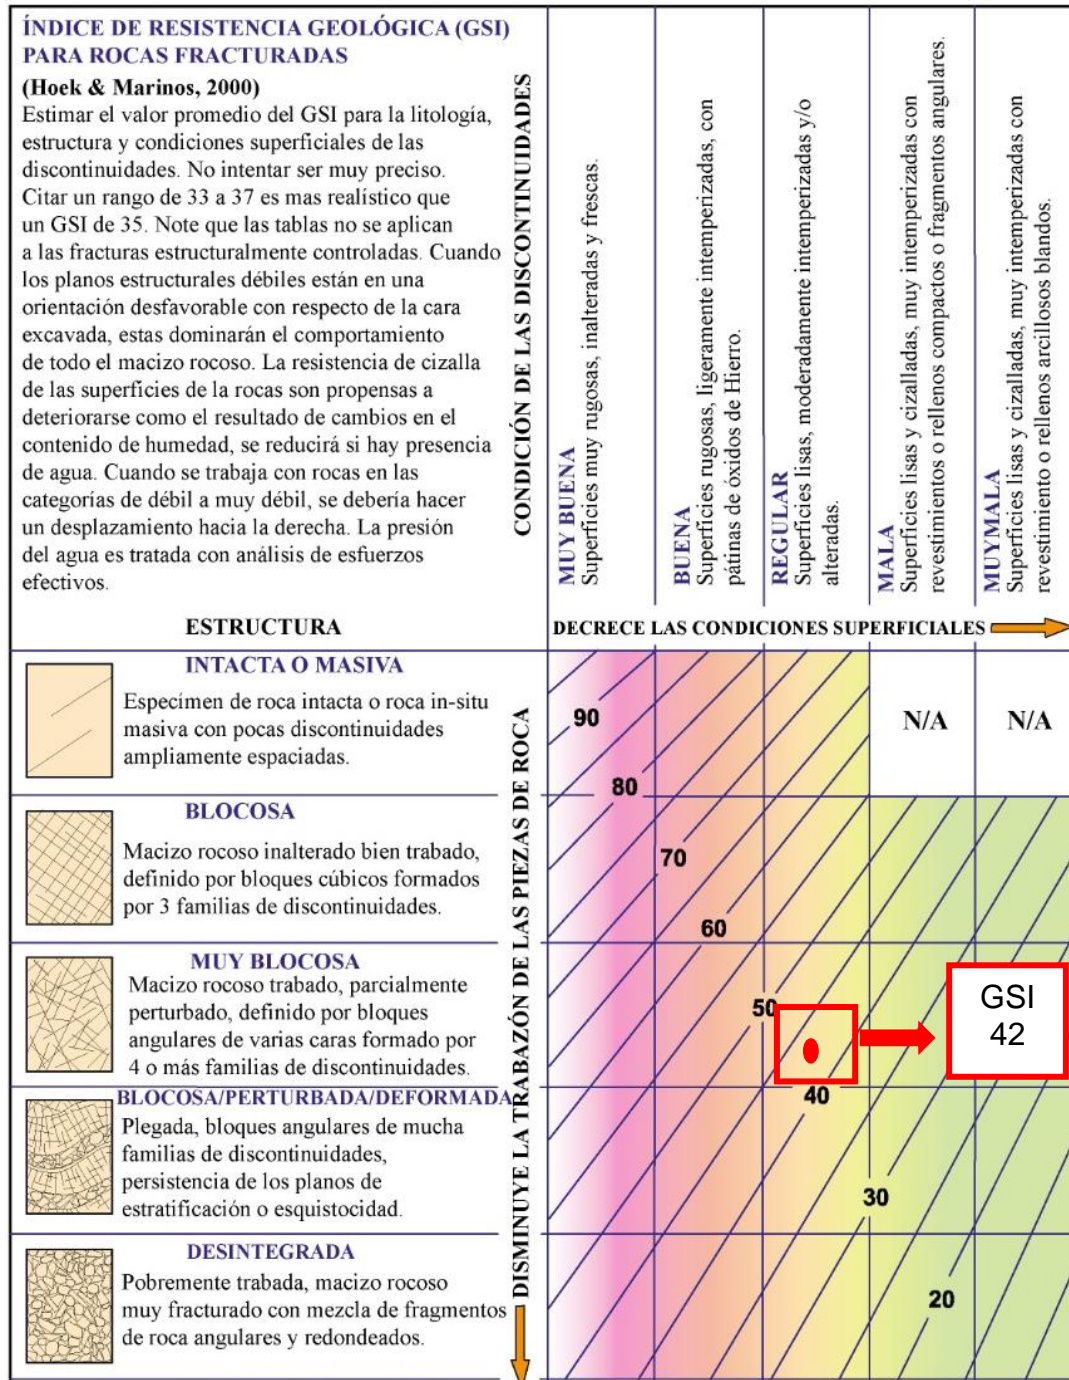 ÍNDICE DE RESISTENCIA GEOLÓGICA (GSI)
PARA ROCAS FRACTURADAS
(Hoek & Marinos, 2000)
Estimar el valor promedio del GSI para la litología,
estructura y condiciones superficiales de las
discontinuidades. No intentar ser muy preciso.
Citar un rango de 33 a 37 es mas realístico que
un GSI de 35. Note que las tablas no se aplican
a las fracturas estructuralmente controladas. Cuando
los planos estructurales débiles están en una
orientación desfavorable con respecto de la cara
excavada, estas dominarán el comportamiento
de todo el macizo rocoso. La resistencia de cizalla
de las superficies de la rocas son propensas a
deteriorarse como el resultado de cambios en el
contenido de humedad, se reducirá si hay presencia
de agua. Cuando se trabaja con rocas en las
categorías de débil a muy débil, se debería hacer
un desplazamiento hacia la derecha. La presión
del agua es tratada con análisis de esfuerzos
efectivos.
CONDICIÓN DE LAS DISCONTINUIDADES
MUY BUENA
Superficies muy rugosas, inalteradas y frescas.
BUENA
Superficies rugosas, ligeramente intemperizadas, con
pátinas de óxidos de Hierro.
REGULAR
Superficies lisas, moderadamente intemperizadas y/o
alteradas.
MALA
Superficies lisas y cizalladas, muy intemperizadas con
revestimientos o rellenos compactos o fragmentos angulares.
MUYMALA
Superficies lisas y cizalladas, muy intemperizadas con
revestimiento o rellenos arcillosos blandos.
ESTRUCTURA
DECRECE LAS CONDICIONES SUPERFICIALES
DISMINUYE LA TRABAZÓN DE LAS PIEZAS DE ROCA
INTACTA O MASIVA
Espécimen de roca intacta o roca in-situ
masiva con pocas discontinuidades
ampliamente espaciadas.
90
N/A
N/A
80
BLOCOSA
Macizo rocoso inalterado bien trabado,
definido por bloques cúbicos formados
por 3 familias de discontinuidades.
70
60
MUY BLOCOSA
Macizo rocoso trabado, parcialmente
perturbado, definido por bloques
angulares de varias caras formado por
4 o más familias de discontinuidades.
50
GSI
42
BLOCOSA/PERTURBADA/DEFORMADA
Plegada, bloques angulares de mucha
familias de discontinuidades,
persistencia de los planos de
estratificación o esquistocidad.
40
30
DESINTEGRADA
Pobremente trabada, macizo rocoso
muy fracturado con mezcla de fragmentos
de roca angulares y redondeados.
20